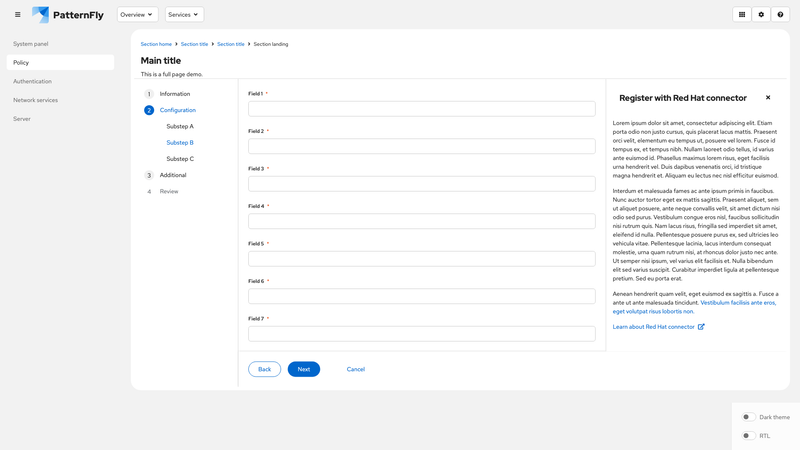 PatternFly
Overview
Services
System panel
Policy
Authentication
Network services
Server
Section home
Section title
Section title
Section landing
Main title
This is a full page demo.
1 Information
2 Configuration
Substep A
Substep B
Substep C
3 Additional
4 Review
Field 1 *
Field 2 *
Field 3 *
Field 4 *
Field 5 *
Field 6 *
Field 7 *
Back
Next
Cancel
Register with Red Hat connector
Lorem ipsum dolor sit amet, consectetur adipiscing elit. Etiam
porta odio non justo cursus, quis placerat lacus mattis. Praesent
orci velit, elementum eu tempus ut, posuere vel lorem. Fusce id
tempus ex, et tempus nibh. Nullam laoreet odio tellus, id varius
ante euismod id. Phasellus maximus lorem risus, eget facilisis
urna hendrerit vel. Duis dapibus venenatis orci, id tristique
magna hendrerit et. Aliquam eu lectus nec nisl efficitur euismod.
Interdum et malesuada fames ac ante ipsum primis in faucibus.
Nunc auctor tortor eget ex mattis sagittis. Praesent aliquet, sem
ut aliquet posuere, ante neque convallis velit, sit amet dictum nisi
odio sed purus. Vestibulum congue eros nisl, faucibus sollicitudin
nisi rutrum quis. Nam lacus risus, fringilla sed imperdiet sit amet,
eleifend id nulla. Pellentesque posuere purus ex, sed ultricies leo
vehicula vitae. Pellentesque lacinia, lacus interdum consequat
molestie, urna quam rutrum nisi, at rhoncus dolor justo nec ante.
Ut semper nisi ipsum, vel varius elit facilisis et. Nulla bibendum
elit sed varius suscipit. Curabitur imperdiet ligula at pellentesque
pretium. Sed eu porta erat.
Aenean hendrerit quam velit, eget euismod ex sagittis a. Fusce a
ante ut ante malesuada tincidunt. Vestibulum facilisis ante eros,
eget volutpat risus lobortis non.
Learn about Red Hat connector
Dark theme
RTL